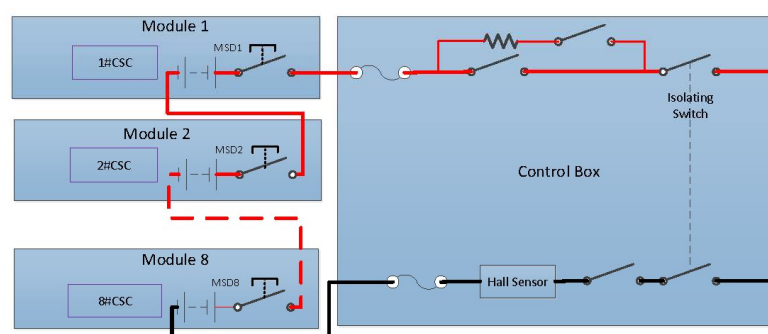 Module 1
MSD1
1#CSC
Module 2
MSD2
2#CSC
Module 8
MSD8
8#CSC
Isolating
Switch
Control Box
Hall Sensor